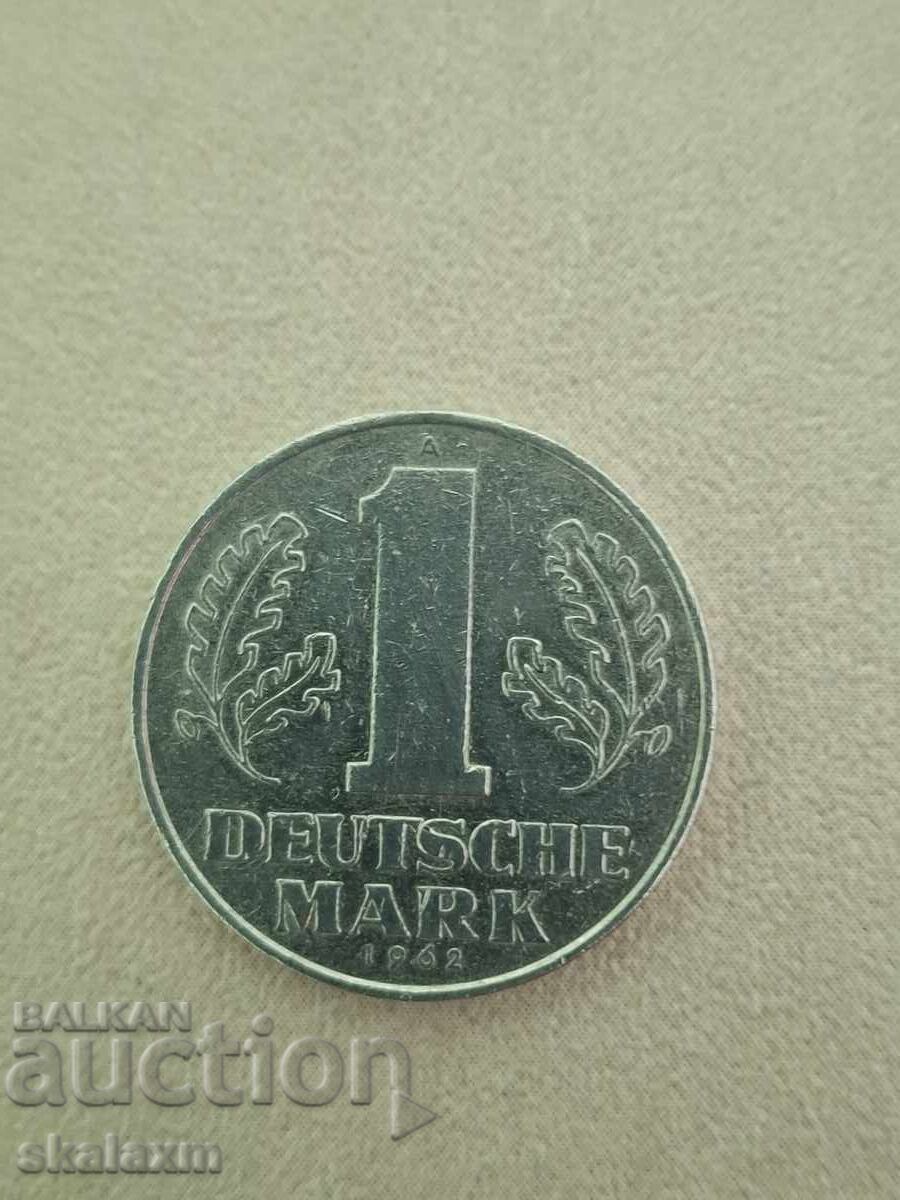 A
1
DEUTSCHE
MARK
1962
BALKAN
auction
skalaxm